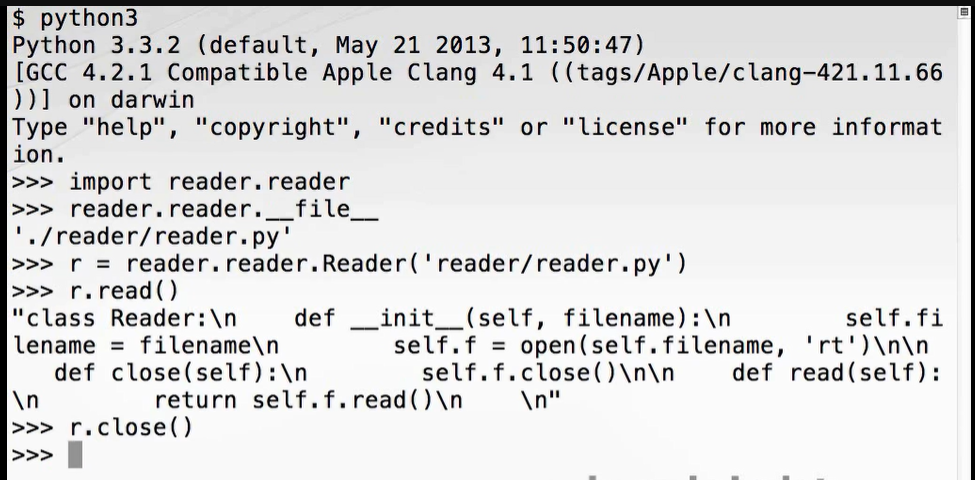 $ python3
Python 3.3.2 (default, May 21 2013, 11:50:47)
[GCC 4.2.1 Compatible Apple Clang 4.1 ((tags/Apple/clang-421.11.66
))] on darwin
Type "help", "copyright", "credits" or "license" for more informat
ion.
>>> import reader.reader
>>> reader.reader.__file__
'./reader/reader.py'
>>> r = reader.reader.Reader('reader/reader.py')
>>> r.read()
"class Reader:\n    def __init__(self, filename):\n        self.fi
lename = filename\n        self.f = open(self.filename, 'rt')\n\n 
   def close(self):\n        self.f.close()\n\n    def read(self):
\n        return self.f.read()\n    \n"
>>> r.close()
>>>